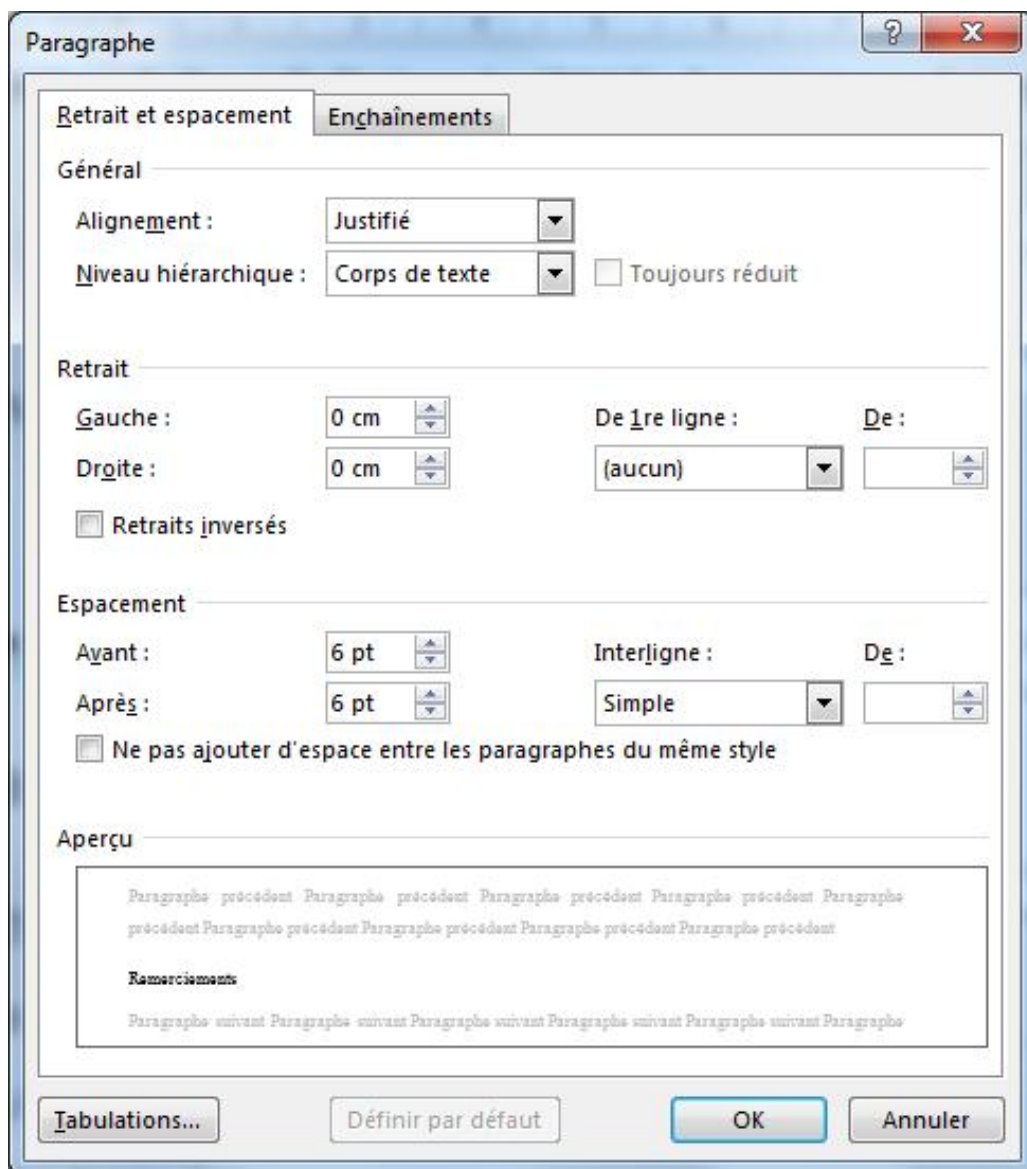 Paragraphe
Retrait et espacement Enchaînements
Général
Alignement : Justifié
Niveau hiérarchique : Corps de texte Toujours réduit
Retrait
Gauche : 0 cm De 1re ligne : De :
Droite : 0 cm (aucun)
Retraits inversés
Espacement
Avant : 6 pt Interligne : De :
Après : 6 pt Simple
Ne pas ajouter d'espace entre les paragraphes du même style
Aperçu
Paragraphe précédent Paragraphe précédent Paragraphe précédent Paragraphe précédent Paragraphe
précédent Paragraphe précédent Paragraphe précédent Paragraphe précédent Paragraphe précédent
Remerciements
Paragraphe suivant Paragraphe suivant Paragraphe suivant Paragraphe suivant Paragraphe suivant Paragraphe
Tabulations... Définir par défaut OK Annuler